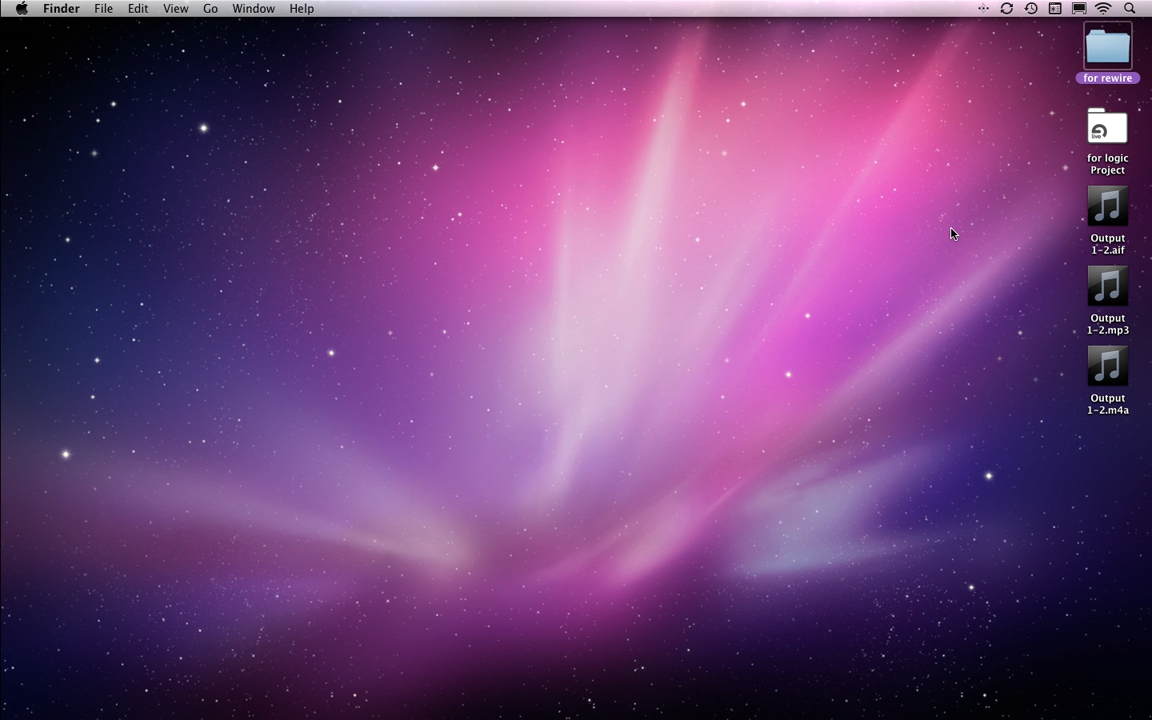 Finder File Edit View Go Window Help
for rewire
live
for logic
Project
Output
1-2.aif
Output
1-2.mp3
Output
1-2.m4a